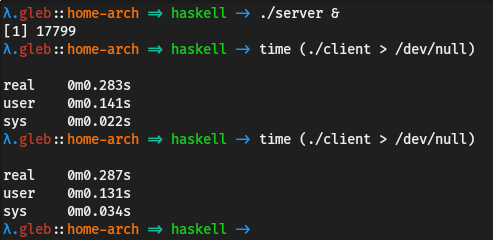 λ.gleb::home-arch ⇒ haskell → ./server &
[1] 17799
λ.gleb::home-arch ⇒ haskell → time (./client > /dev/null)

real    0m0.283s
user    0m0.141s
sys     0m0.022s
λ.gleb::home-arch ⇒ haskell → time (./client > /dev/null)

real    0m0.287s
user    0m0.131s
sys     0m0.034s
λ.gleb::home-arch ⇒ haskell →